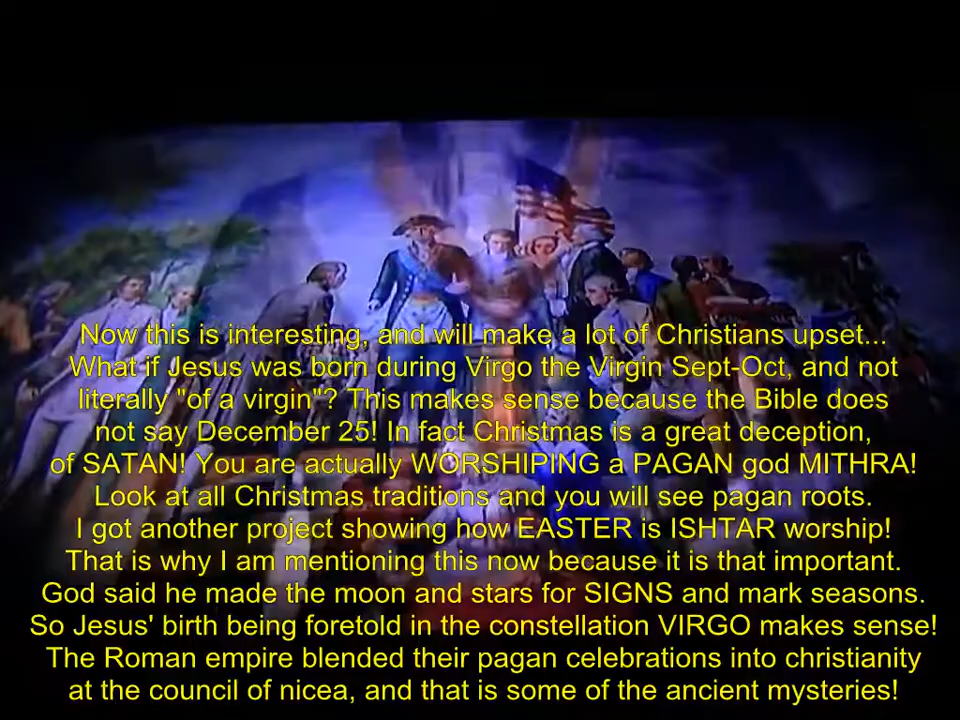 Now this is interesting, and will make a lot of Christians upset...
What if Jesus was born during Virgo the Virgin Sept-Oct, and not
literally "of a virgin"? This makes sense because the Bible does
not say December 25! In fact Christmas is a great deception,
of SATAN! You are actually WORSHIPING a PAGAN god MITHRA!
Look at all Christmas traditions and you will see pagan roots.
I got another project showing how EASTER is ISHTAR worship!
That is why I am mentioning this now because it is that important.
God said he made the moon and stars for SIGNS and mark seasons.
So Jesus' birth being foretold in the constellation VIRGO makes sense!
The Roman empire blended their pagan celebrations into christianity
at the council of nicea, and that is some of the ancient mysteries!